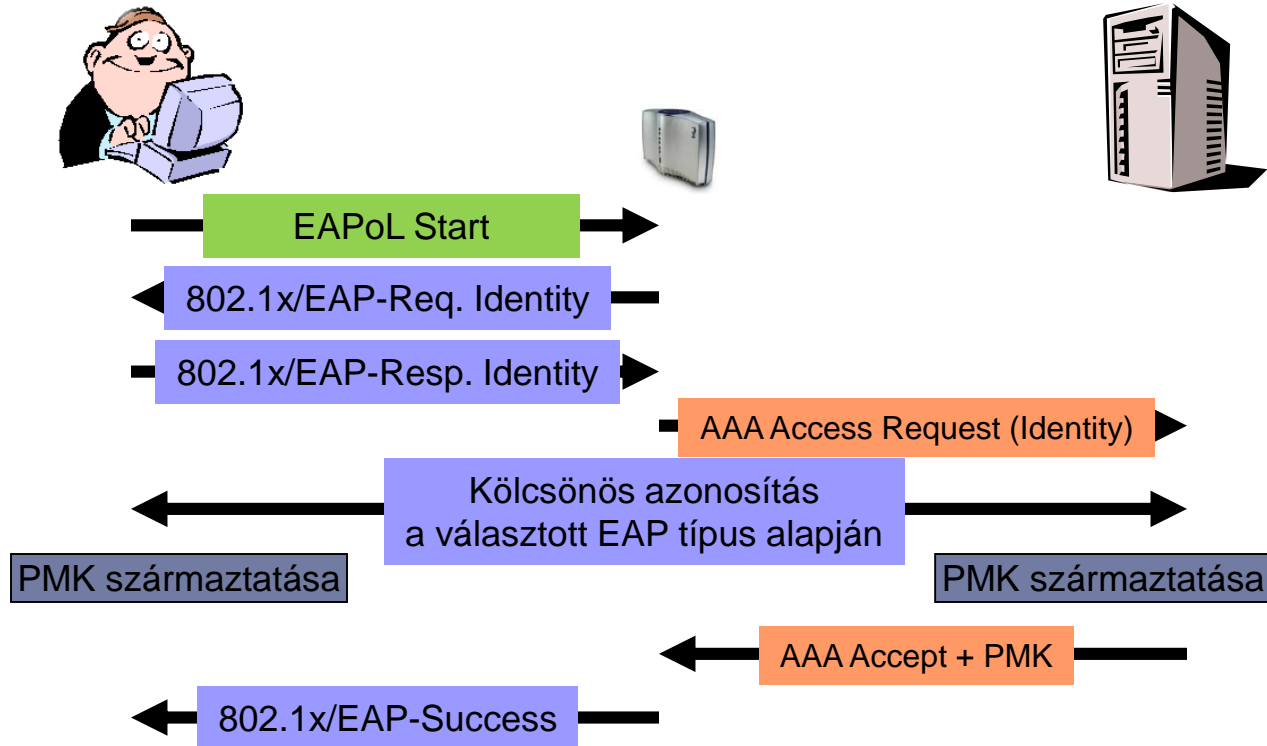 EAPoL Start
802.1x/EAP-Req. Identity
802.1x/EAP-Resp. Identity
AAA Access Request (Identity)
Kölcsönös azonosítás
a választott EAP típus alapján
PMK származtatása
PMK származtatása
AAA Accept + PMK
802.1x/EAP-Success